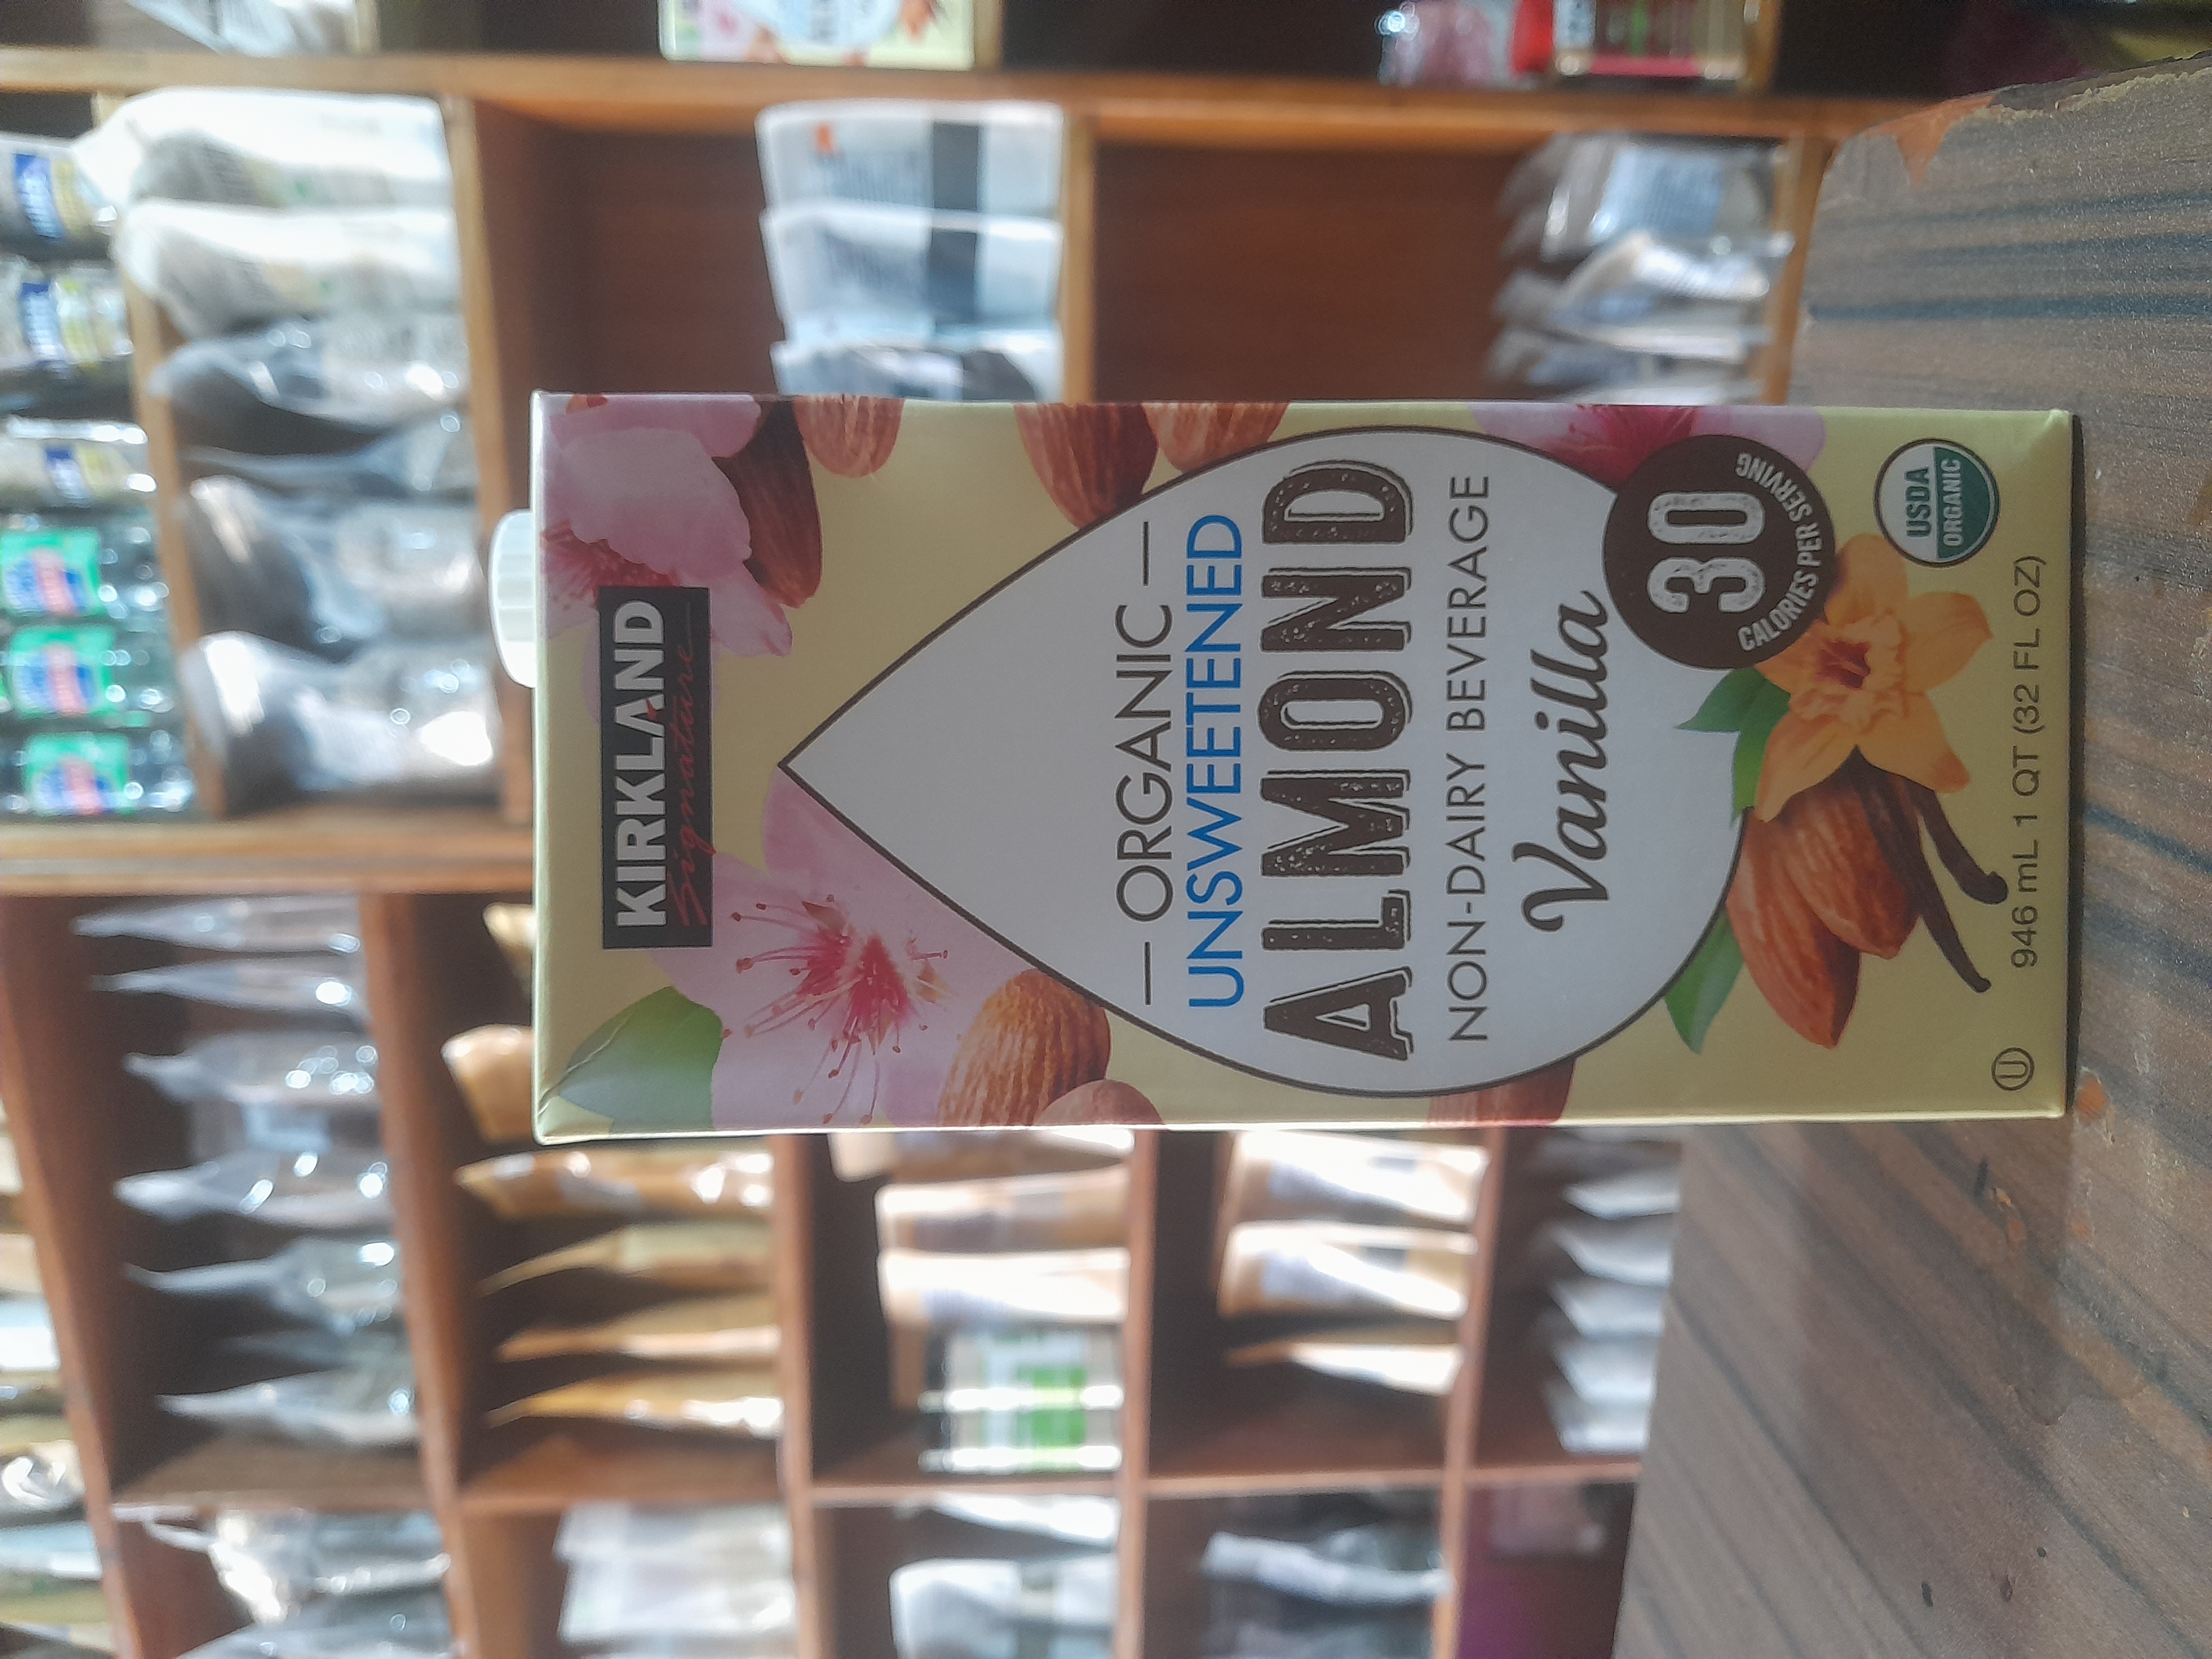 KIRKLAND
Signature
ORGANIC
UNSWEETENED
ALMOND
NON-DAIRY BEVERAGE
Vanilla
30
CALORIES PER SERVING
USDA
ORGANIC
U
946 mL 1 QT (32 FL OZ)